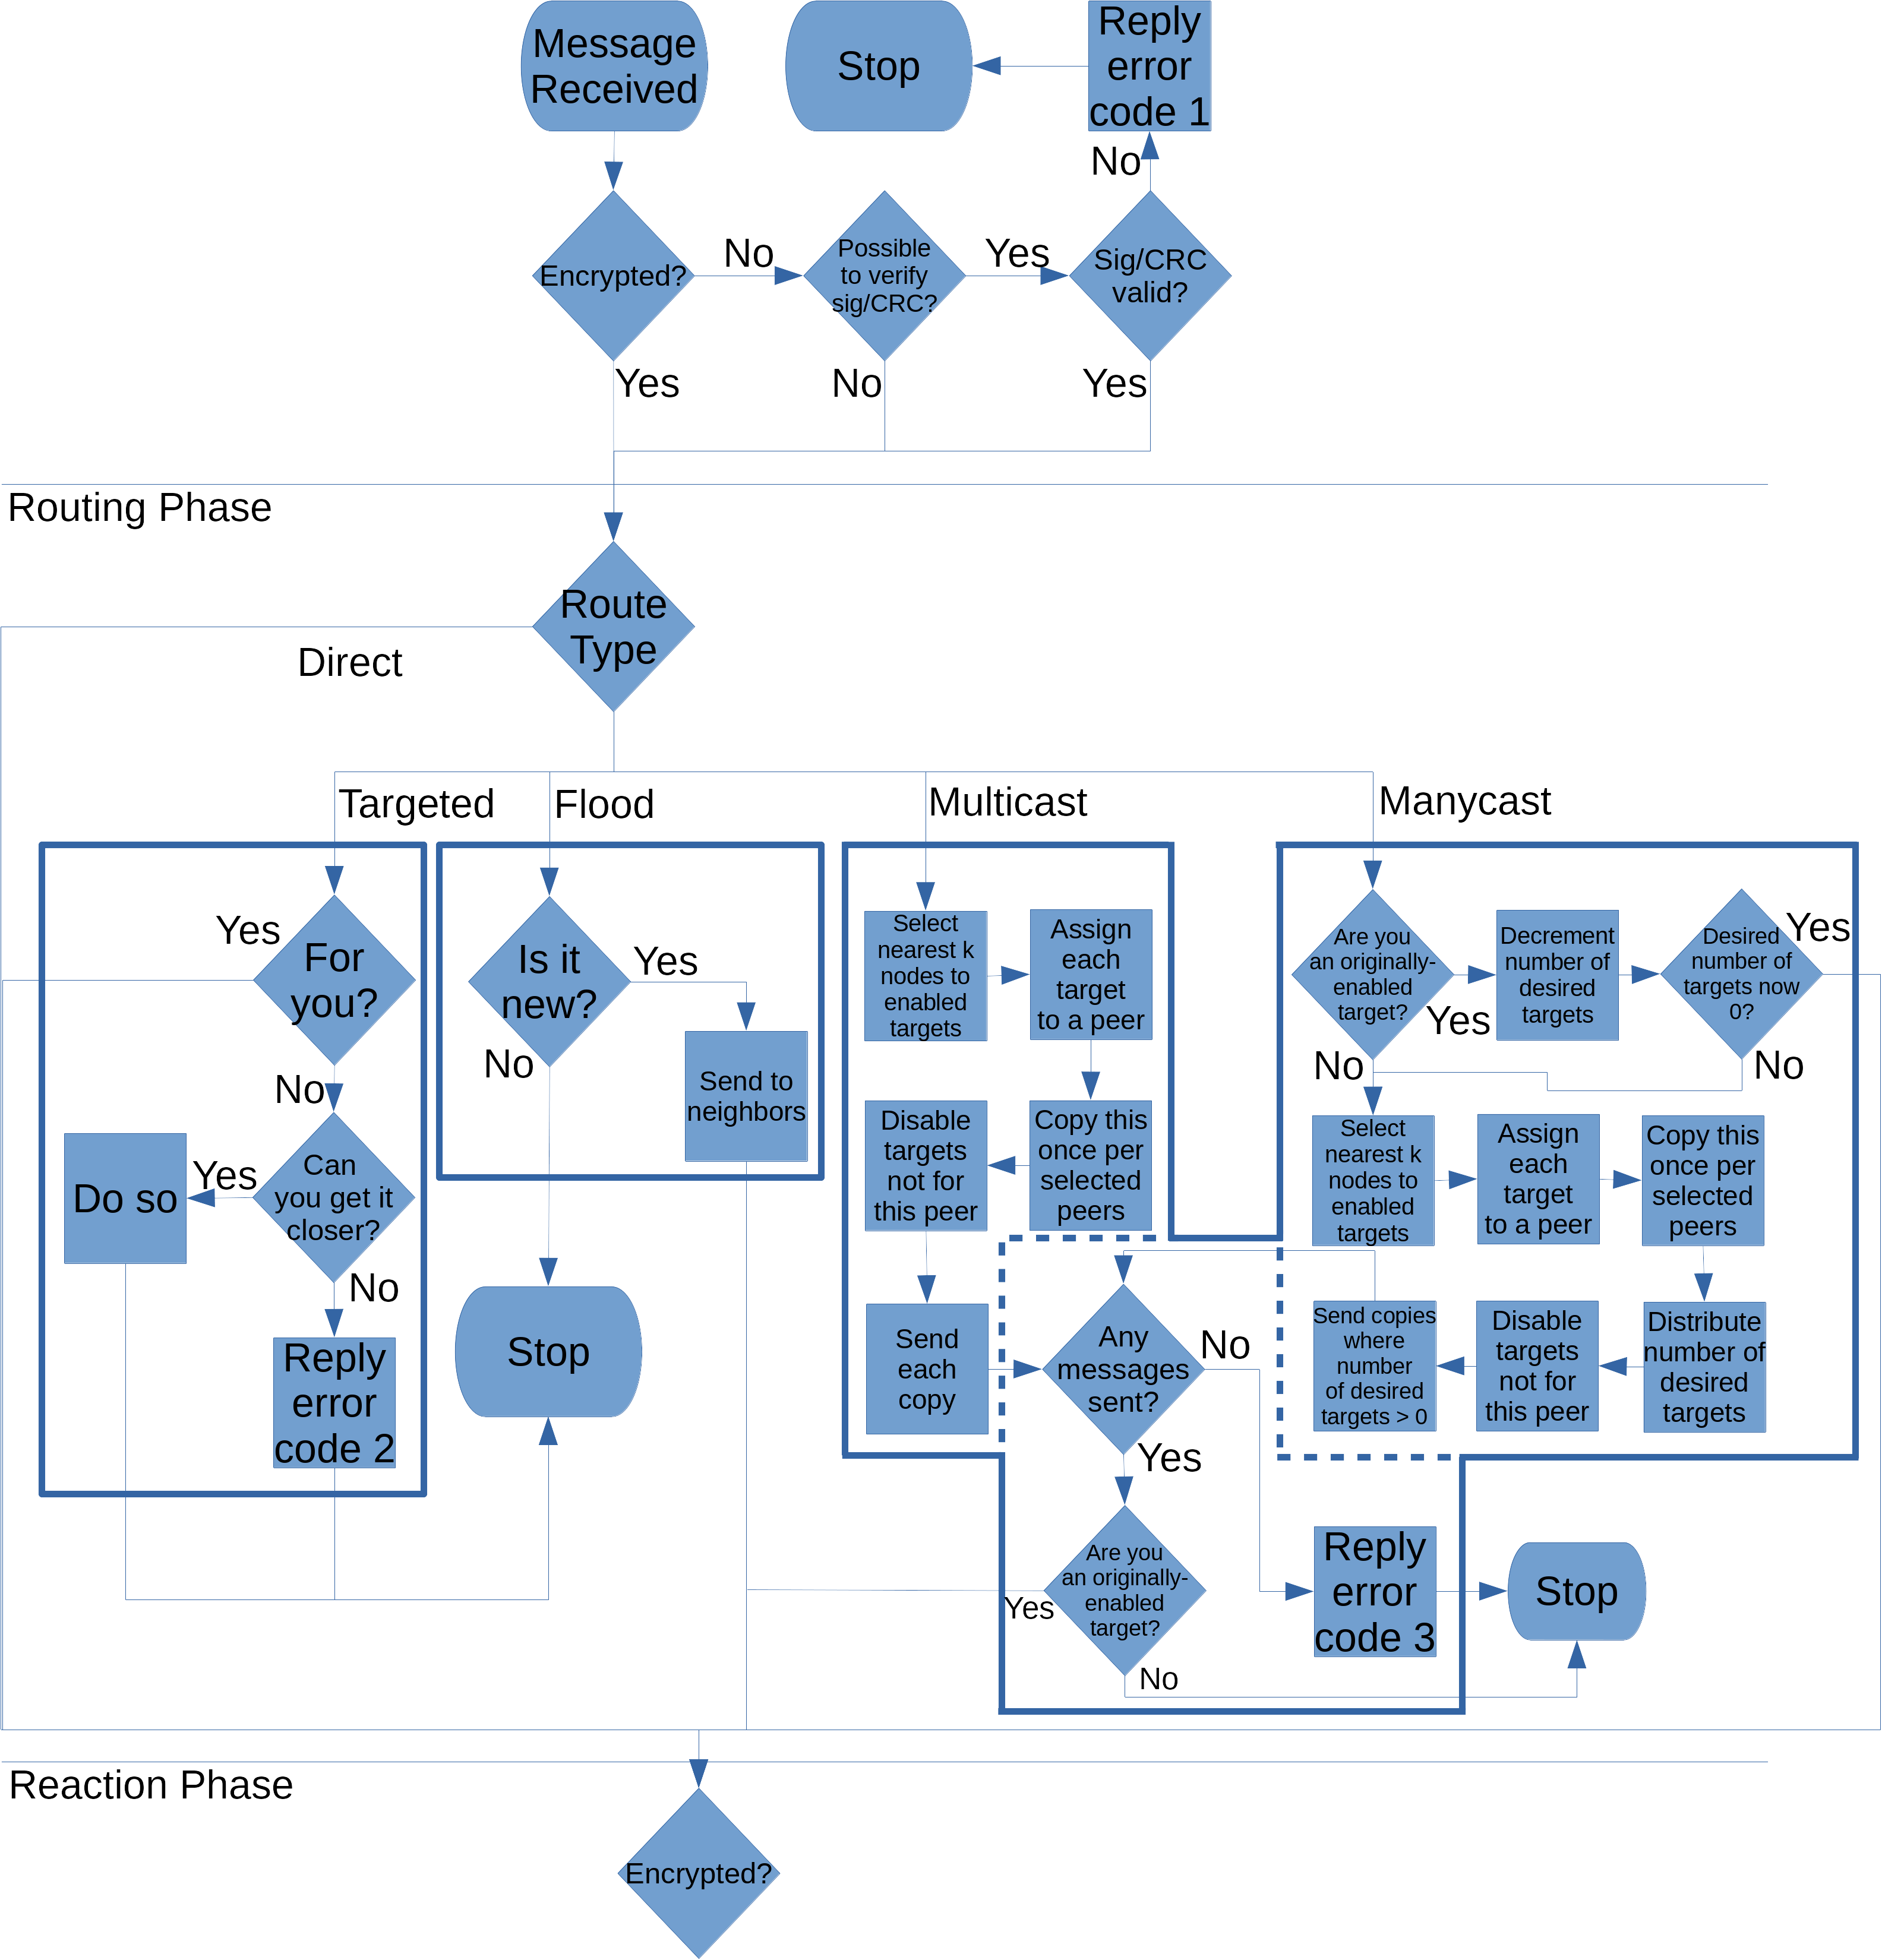 Message
Received
Stop
Reply
error
code 1
No
Encrypted?
No
Possible
to verify
sig/CRC?
Yes
Sig/CRC
valid?
Yes
No
Yes
Routing Phase
Route
Type
Direct
Targeted
Flood
Multicast
Manycast
Yes
For
you?
No
Can
you get it
closer?
Yes
Do so
No
Reply
error
code 2
Is it
new?
Yes
No
Send to
neighbors
Stop
Select
nearest k
nodes to
enabled
targets
Assign
each
target
to a peer
Disable
targets
not for
this peer
Copy this
once per
selected
peers
Send
each
copy
Any
messages
sent?
No
Yes
Are you
an originally-
enabled
target?
Yes
No
Are you
an originally-
enabled
target?
Yes
No
Decrement
number of
desired
targets
Desired
number of
targets now
0?
Yes
No
Select
nearest k
nodes to
enabled
targets
Assign
each
target
to a peer
Copy this
once per
selected
peers
Send copies
where
number
of desired
targets > 0
Disable
targets
not for
this peer
Distribute
number of
desired
targets
Reply
error
code 3
Stop
Reaction Phase
Encrypted?